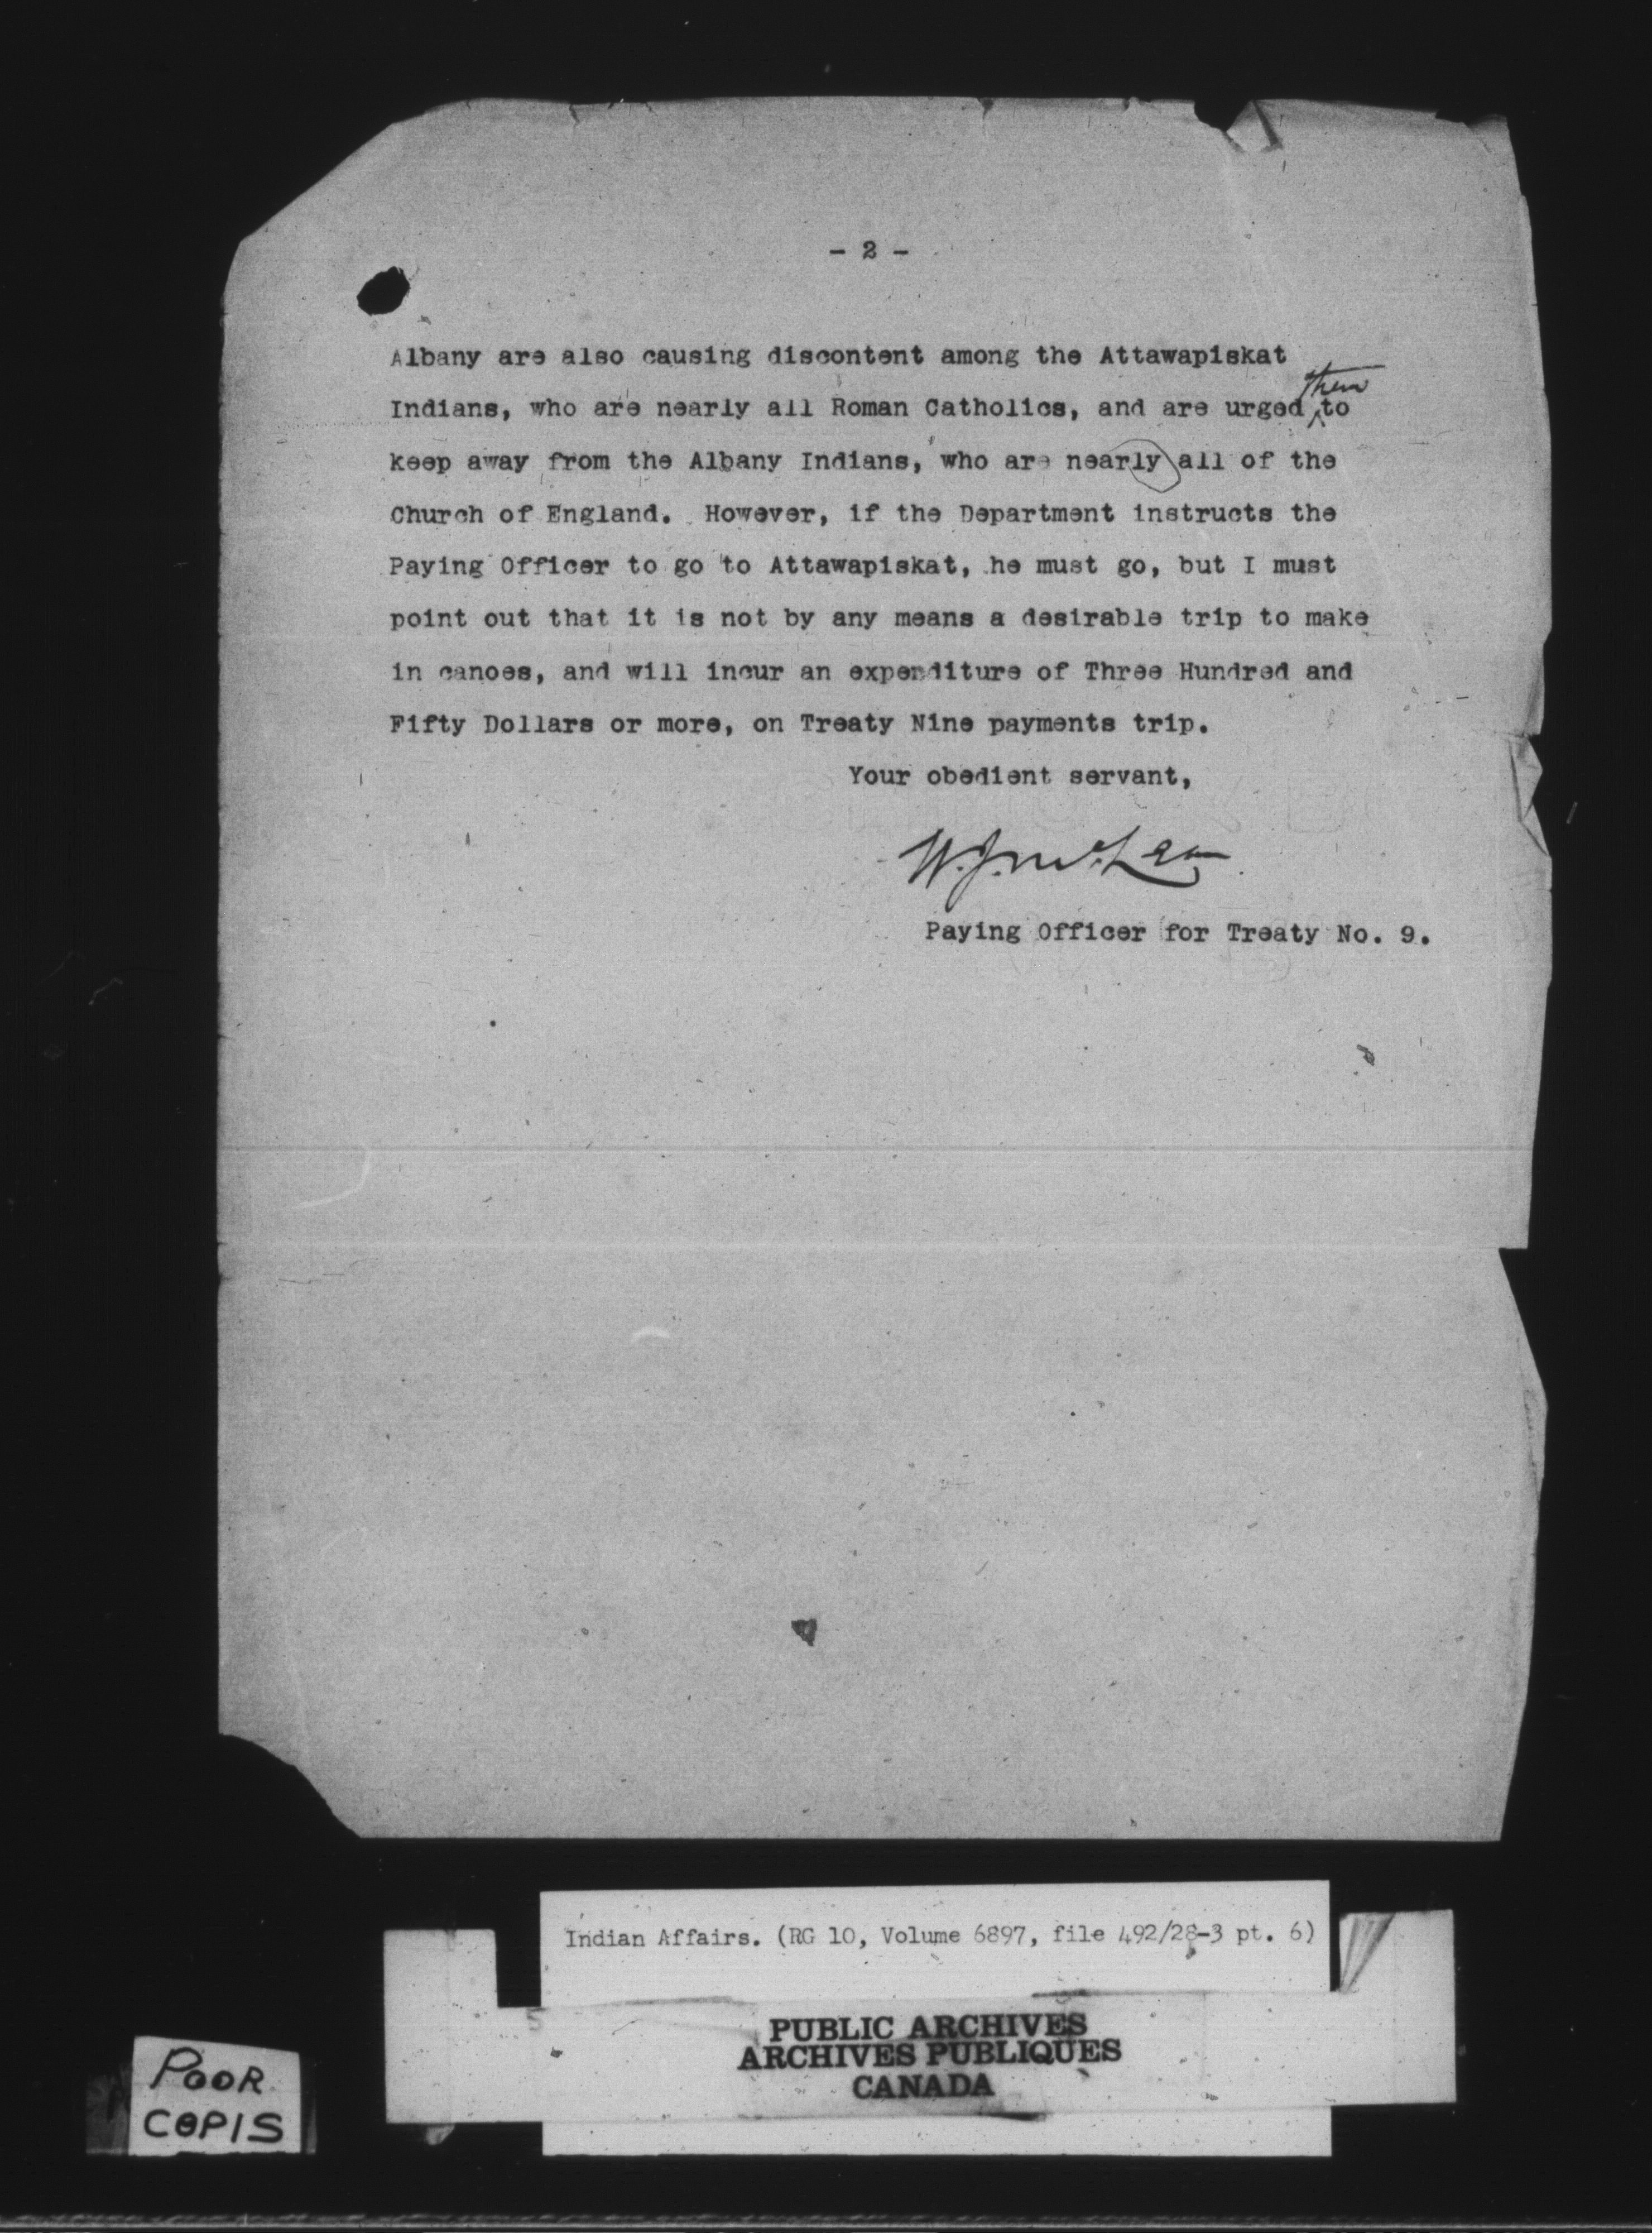 - 2 -
Albany are also causing discontent among the Attawapiskat
Indians, who are nearly all Roman Catholics, and are urged them to
keep away from the Albany Indians, who are nearly all of the
Church of England. However, if the Department instructs the
Paying Officer to go to Attawapiskat, he must go, but I must
point out that it is not by any means a desirable trip to make
in canoes, and will incur an expenditure of Three Hundred and
Fifty Dollars or more, on Treaty Nine payments trip.
Your obedient servant,
W. J. McLean
Paying Officer for Treaty No. 9.
Indian Affairs. (RG 10, Volume 6897, file 492/28-3 pt. 6)
PUBLIC ARCHIVES
ARCHIVES PUBLIQUES
CANADA
POOR
COPIS